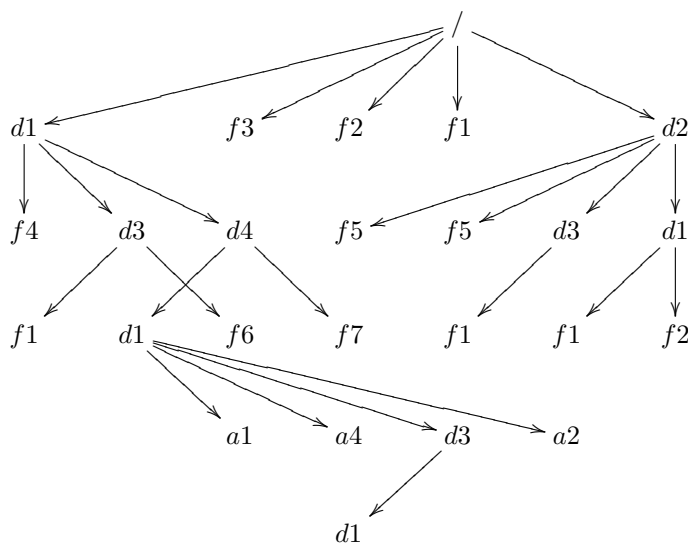 /
d1 f3 f2 f1 d2
f4 d3 d4 f5 f5 d3 d1
f1 d1 f6 f7 f1 f1 f2
a1 a4 d3 a2
d1